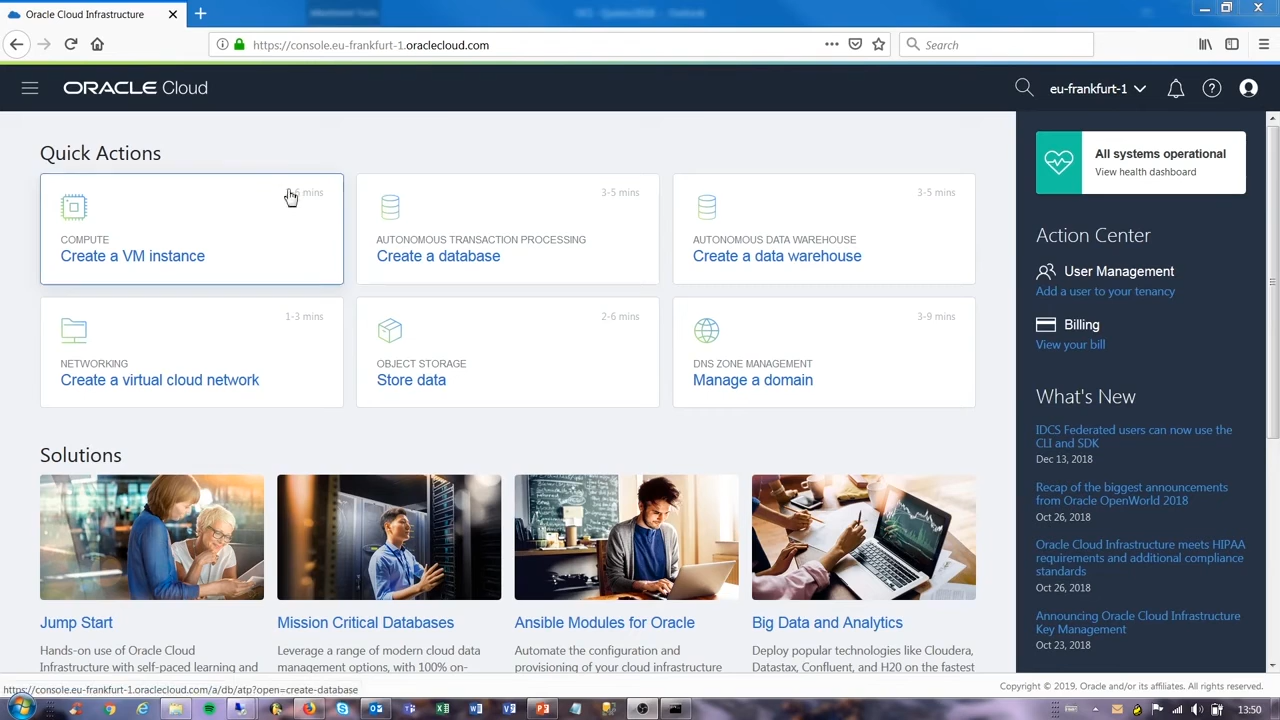 Oracle Cloud Infrastructure
https://console.eu-frankfurt-1.oraclecloud.com
Search
ORACLE Cloud
eu-frankfurt-1
Quick Actions
mins
COMPUTE
Create a VM instance
3-5 mins
AUTONOMOUS TRANSACTION PROCESSING
Create a database
3-5 mins
AUTONOMOUS DATA WAREHOUSE
Create a data warehouse
1-3 mins
NETWORKING
Create a virtual cloud network
2-6 mins
OBJECT STORAGE
Store data
3-9 mins
DNS ZONE MANAGEMENT
Manage a domain
Solutions
Jump Start
Hands-on use of Oracle Cloud
Infrastructure with self-paced learning and
Mission Critical Databases
Leverage a range of modern cloud data
management options, with 100% on-
Ansible Modules for Oracle
Automate the configuration and
provisioning of your cloud infrastructure
Big Data and Analytics
Deploy popular technologies like Cloudera,
Datastax, Confluent, and H20 on the fastest
All systems operational
View health dashboard
Action Center
User Management
Add a user to your tenancy
Billing
View your bill
What's New
IDCS Federated users can now use the
CLI and SDK
Dec 13, 2018
Recap of the biggest announcements
from Oracle OpenWorld 2018
Oct 26, 2018
Oracle Cloud Infrastructure meets HIPAA
requirements and additional compliance
standards
Oct 26, 2018
Announcing Oracle Cloud Infrastructure
Key Management
Oct 23, 2018
https://console.eu-frankfurt-1.oraclecloud.com/a/db/atp?open=create-database
Copyright © 2019, Oracle and/or its affiliates. All rights reserved.
13:50